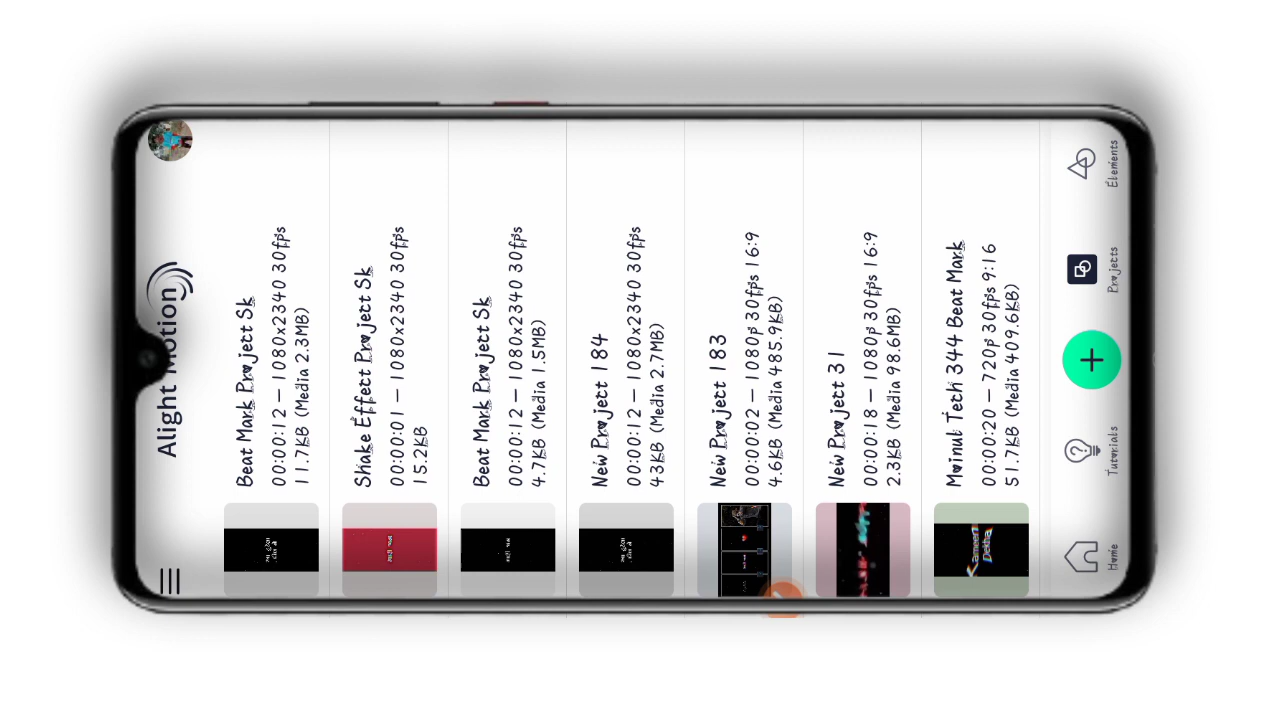 Alight Motion
Beat Mark Project Sk
00:00:12 — 1080x2340 30fps
11.7KB (Media 2.3MB)
Shake Effect Project Sk
00:00:01 — 1080x2340 30fps
15.2KB
Beat Mark Project Sk
00:00:12 — 1080x2340 30fps
4.7KB (Media 1.5MB)
New Project 184
00:00:12 — 1080x2340 30fps
43KB (Media 2.7MB)
New Project 183
00:00:02 — 1080p 30fps 16:9
4.6KB (Media 485.9KB)
New Project 31
00:00:18 — 1080p 30fps 16:9
2.3KB (Media 98.6MB)
Moinul Tech 344 Beat Mark
00:00:20 — 720p 30fps 9:16
51.7KB (Media 409.6KB)
Kameen
Dekha
Home
Tutorials
Projects
Elements